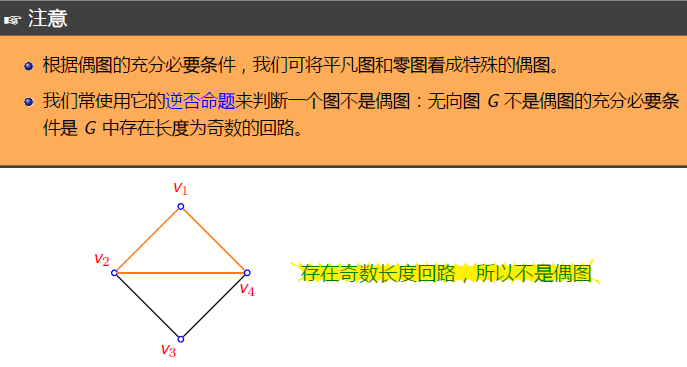 ☞ 注意
根据偶图的充分必要条件，我们可将平凡图和零图看成特殊的偶图。
我们常使用它的逆否命题来判断一个图不是偶图：无向图 G 不是偶图的充分必要条
件是 G 中存在长度为奇数的回路。
v1
v2
存在奇数长度回路，所以不是偶图
v4
v3